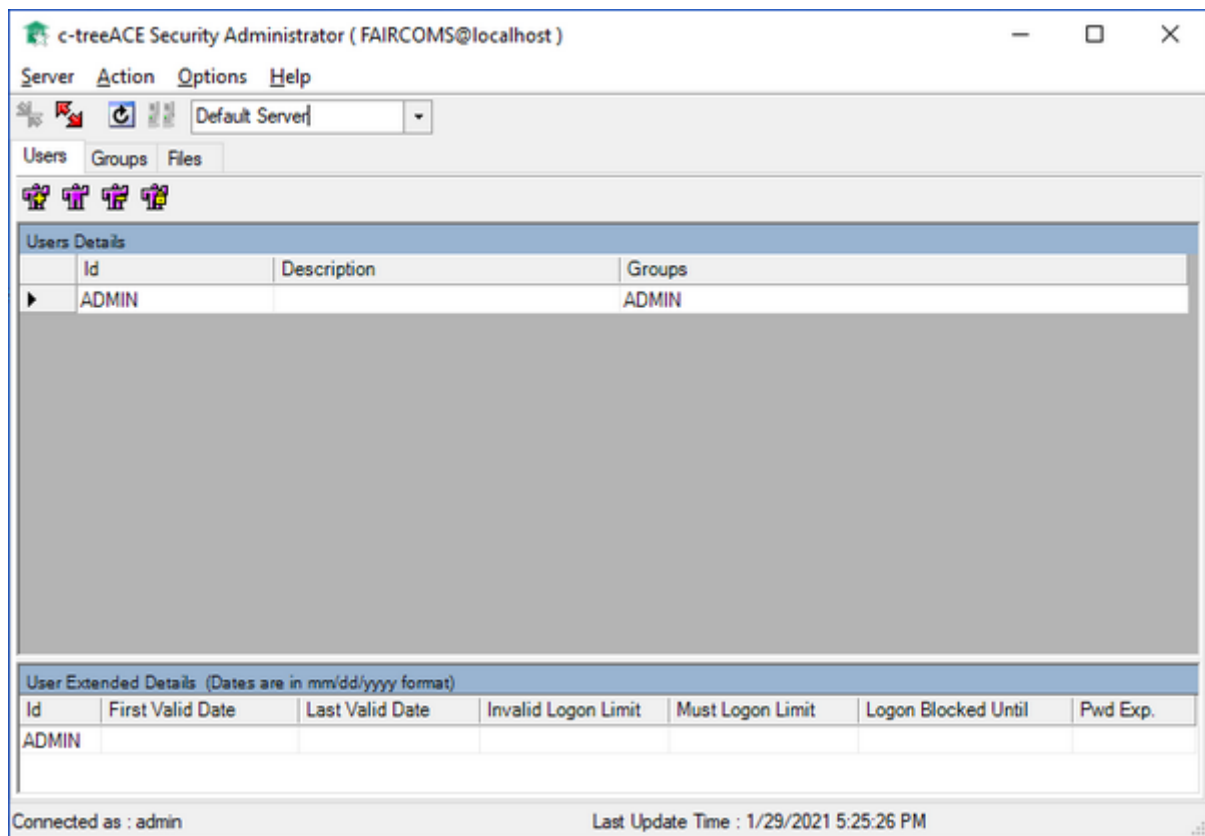 c-treeACE Security Administrator ( FAIRCOMS@localhost )
Server Action Options Help
Default Server
Users Groups Files
Users Details
Id Description Groups
ADMIN ADMIN
User Extended Details (Dates are in mm/dd/yyyy format)
Id First Valid Date Last Valid Date Invalid Logon Limit Must Logon Limit Logon Blocked Until Pwd Exp.
ADMIN
Connected as : admin Last Update Time : 1/29/2021 5:25:26 PM